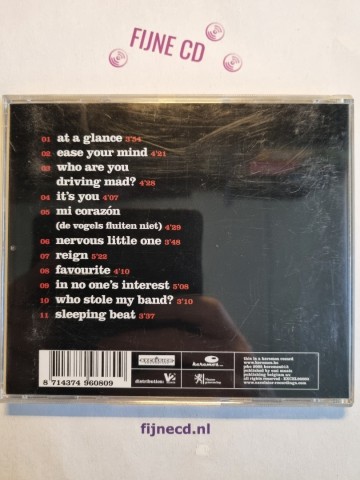 FIJNE CD
01 at a glance 3'54
02 ease your mind 4'21
03 who are you
driving mad? 4'28
04 it's you 4'07
05 mi corazón
(de vogels fluiten niet) 4'29
06 nervous little one 3'48
07 reign 5'22
08 favourite 4'10
09 in no one's interest 5'08
10 who stole my band? 3'10
11 sleeping beat 3'37
excelsior
8 714374 960809
distribution: V2
fijnecd.nl